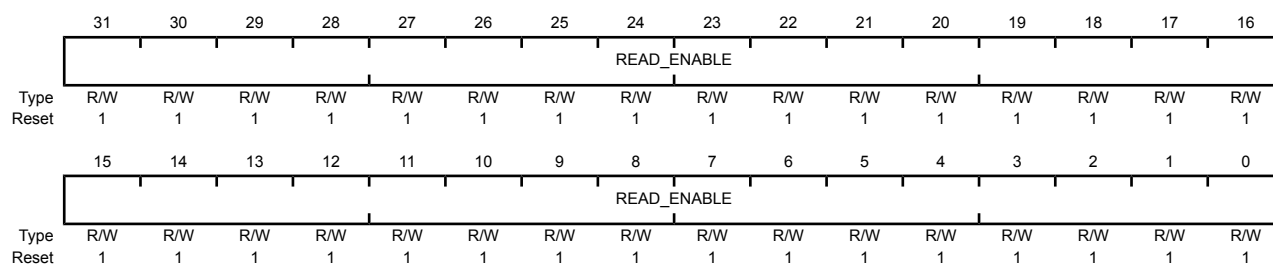 31 30 29 28 27 26 25 24 23 22 21 20 19 18 17 16
READ_ENABLE
Type R/W R/W R/W R/W R/W R/W R/W R/W R/W R/W R/W R/W R/W R/W R/W R/W
Reset 1 1 1 1 1 1 1 1 1 1 1 1 1 1 1 1
15 14 13 12 11 10 9 8 7 6 5 4 3 2 1 0
READ_ENABLE
Type R/W R/W R/W R/W R/W R/W R/W R/W R/W R/W R/W R/W R/W R/W R/W R/W
Reset 1 1 1 1 1 1 1 1 1 1 1 1 1 1 1 1